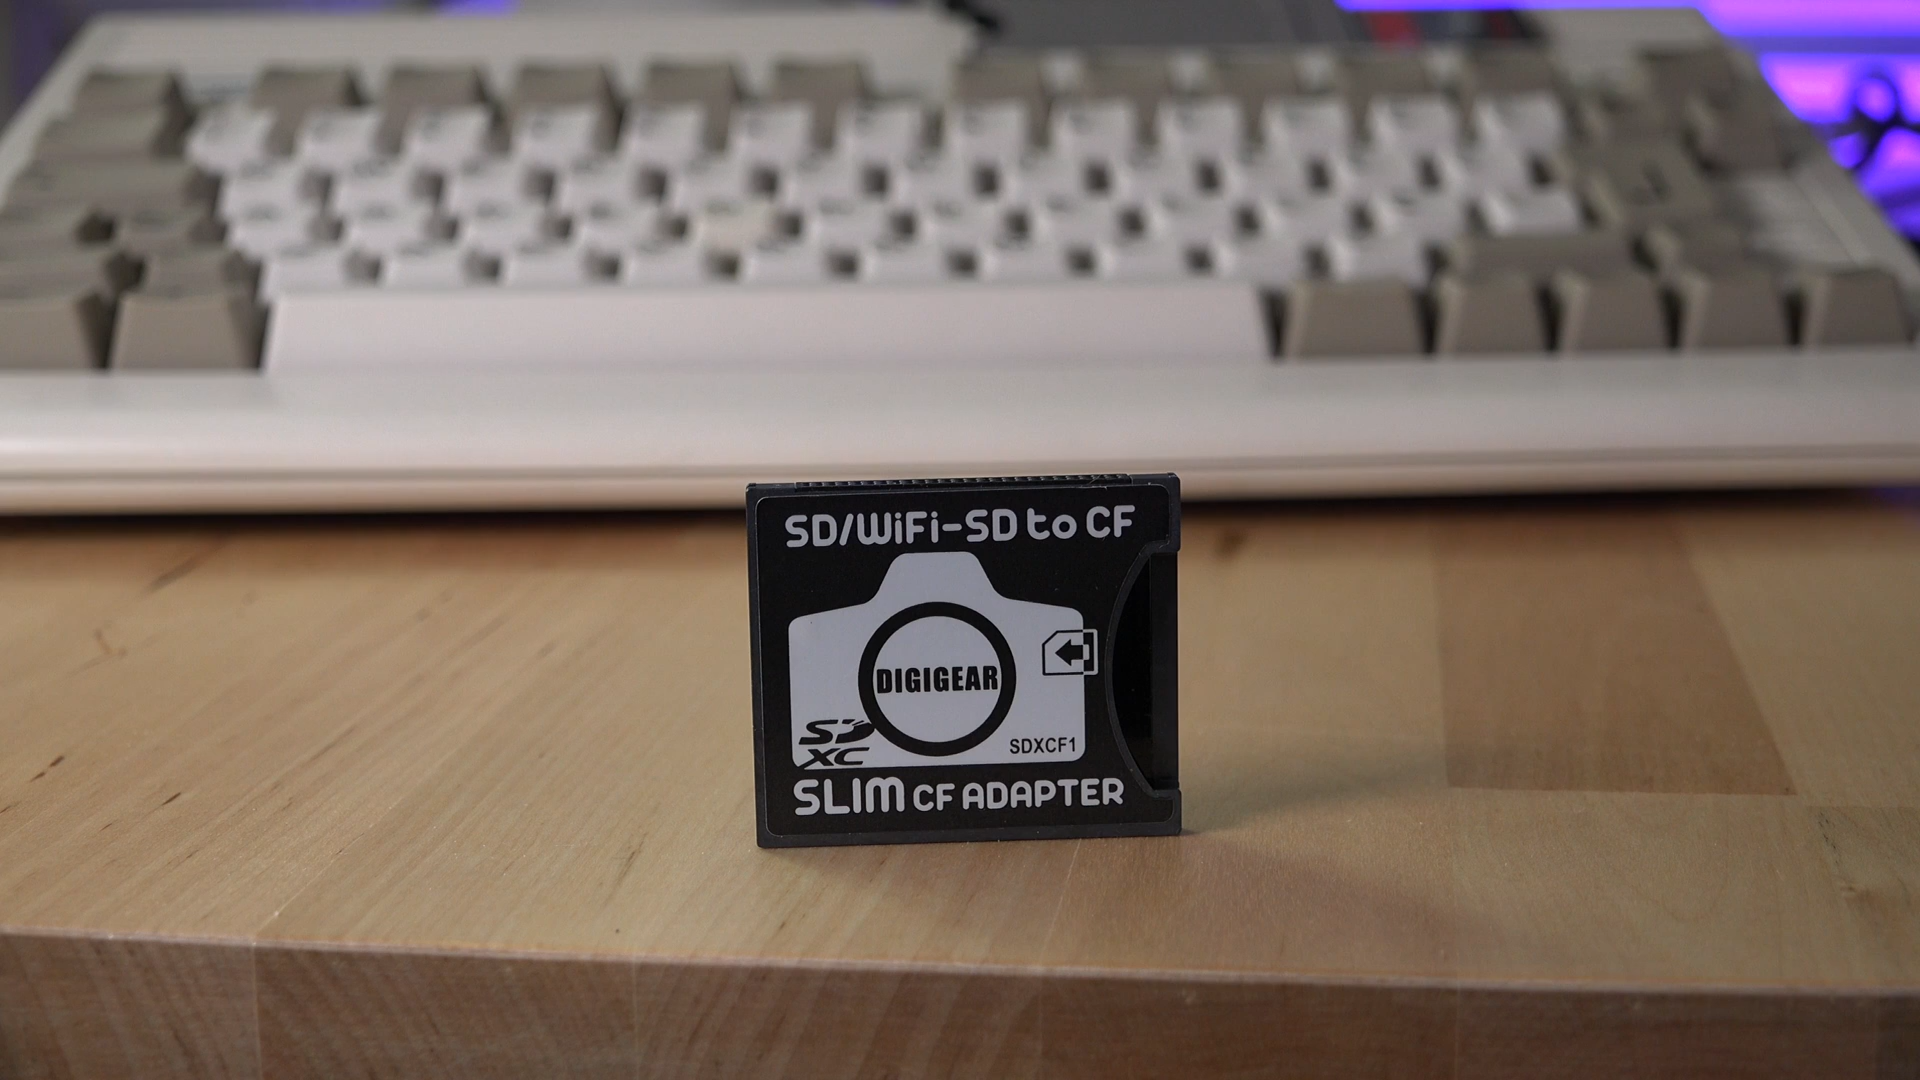 SD/WiFi-SD to CF
DIGIGEAR
SD
XC
SDXCF1
SLIM CF ADAPTER